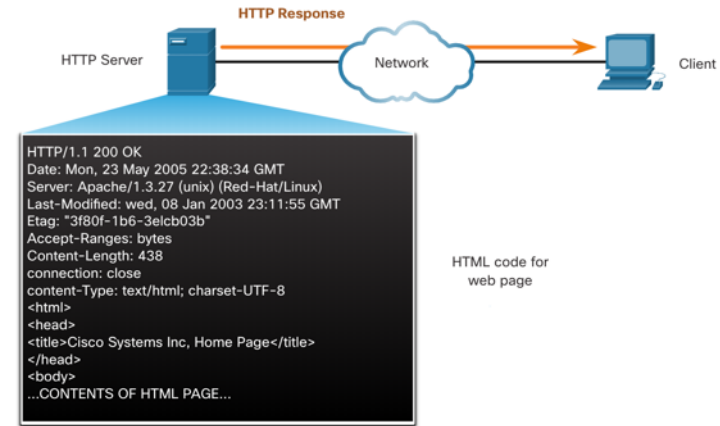 HTTP Response
HTTP Server
Network
Client
HTTP/1.1 200 OK
Date: Mon, 23 May 2005 22:38:34 GMT
Server: Apache/1.3.27 (unix) (Red-Hat/Linux)
Last-Modified: wed, 08 Jan 2003 23:11:55 GMT
Etag: "3f80f-1b6-3elcb03b"
Accept-Ranges: bytes
Content-Length: 438
connection: close
content-Type: text/html; charset-UTF-8
<html>
<head>
<title>Cisco Systems Inc, Home Page</title>
</head>
<body>
...CONTENTS OF HTML PAGE...
HTML code for
web page